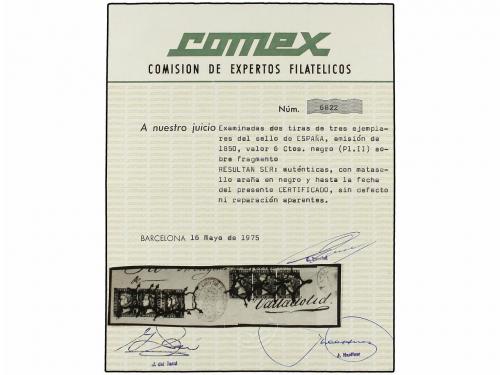 comex
COMISION DE EXPERTOS FILATELICOS
Núm. 6822
A nuestro juicio Examinadas dos tiras de tres ejempla-
res del sello de ESPAÑA, emisión de
1850, valor 6 Ctos. negro (Pl.II) so-
bre fragmento
RESULTAN SER: auténticas, con matase-
llo araña en negro y hasta la fecha
del presente CERTIFICADO, sin defecto
ni reparación aparentes.
BARCELONA 16 Mayo de 1975
Valladolid.